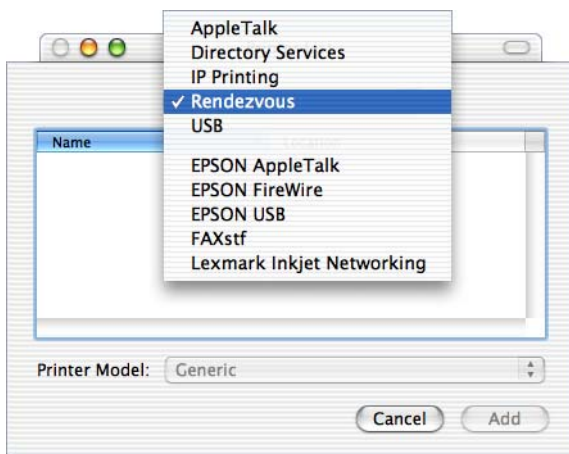 AppleTalk
Directory Services
IP Printing
✓ Rendezvous
USB
EPSON AppleTalk
EPSON FireWire
EPSON USB
FAXstf
Lexmark Inkjet Networking
Name Location
Printer Model: Generic
Cancel Add